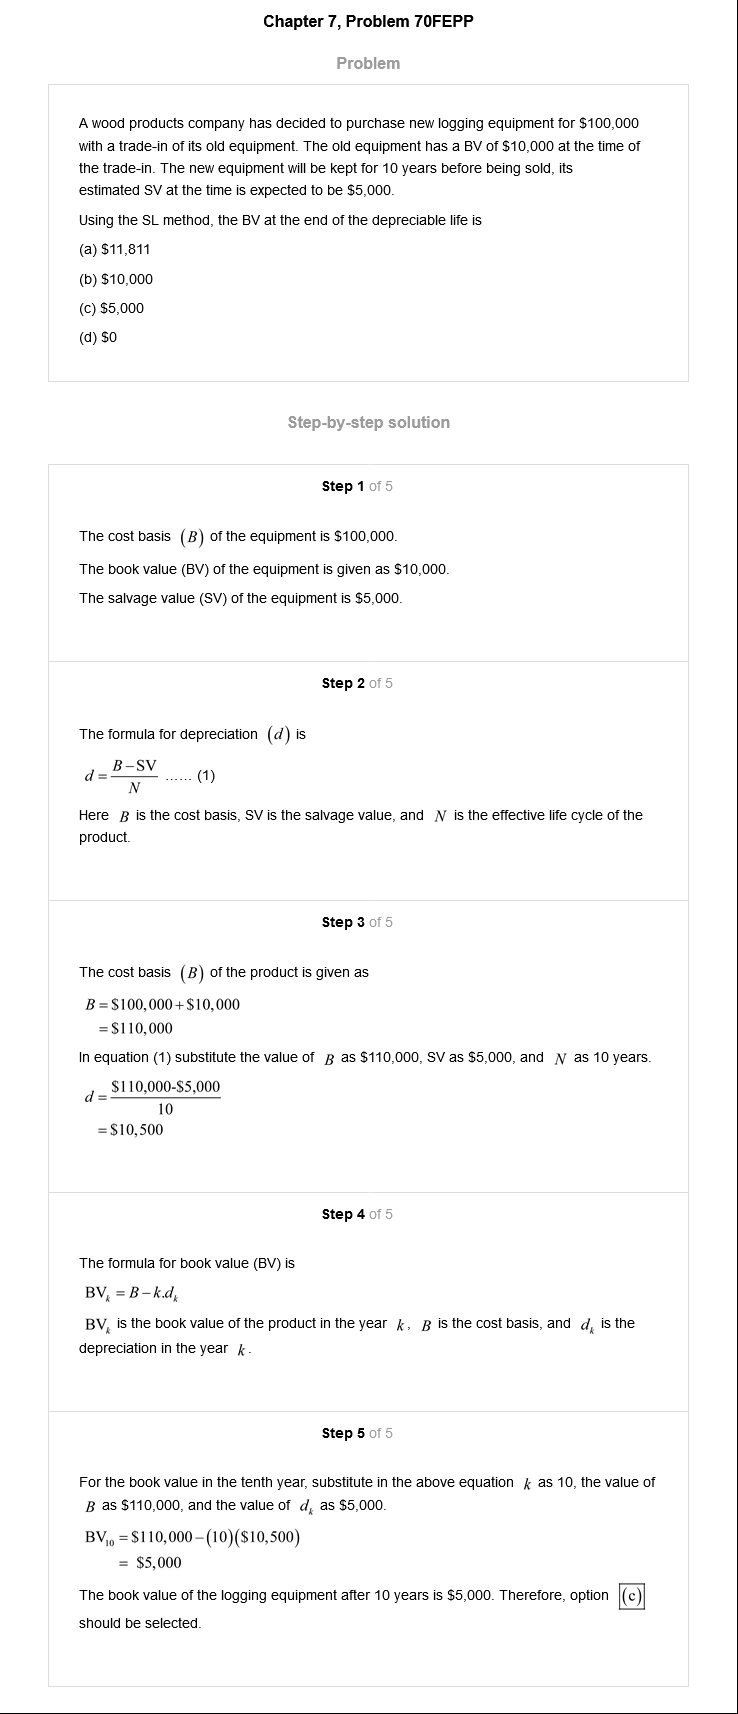 Chapter 7, Problem 70FEPP
Problem
A wood products company has decided to purchase new logging equipment for $100,000
with a trade-in of its old equipment. The old equipment has a BV of $10,000 at the time of
the trade-in. The new equipment will be kept for 10 years before being sold, its
estimated SV at the time is expected to be $5,000.
Using the SL method, the BV at the end of the depreciable life is
(a) $11,811
(b) $10,000
(c) $5,000
(d) $0
Step-by-step solution
Step 1 of 5
The cost basis (B) of the equipment is $100,000.
The book value (BV) of the equipment is given as $10,000.
The salvage value (SV) of the equipment is $5,000.
Step 2 of 5
The formula for depreciation (d) is
d = (B − SV) / N ...... (1)
Here B is the cost basis, SV is the salvage value, and N is the effective life cycle of the
product.
Step 3 of 5
The cost basis (B) of the product is given as
B = $100,000 + $10,000
= $110,000
In equation (1) substitute the value of B as $110,000, SV as $5,000, and N as 10 years.
d = ($110,000-$5,000) / 10
= $10,500
Step 4 of 5
The formula for book value (BV) is
BVₖ = B − k.dₖ
BVₖ is the book value of the product in the year k, B is the cost basis, and dₖ is the
depreciation in the year k.
Step 5 of 5
For the book value in the tenth year, substitute in the above equation k as 10, the value of
B as $110,000, and the value of dₖ as $5,000.
BV₁₀ = $110,000 − (10)($10,500)
= $5,000
The book value of the logging equipment after 10 years is $5,000. Therefore, option (c)
should be selected.